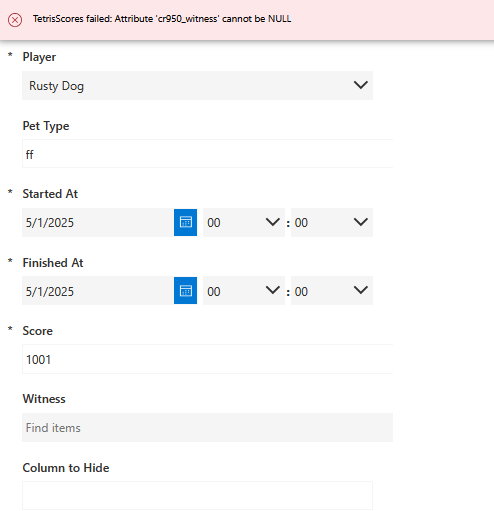 TetrisScores failed: Attribute 'cr950_witness' cannot be NULL
* Player
Rusty Dog
Pet Type
ff
* Started At
5/1/2025 00 : 00
* Finished At
5/1/2025 00 : 00
* Score
1001
Witness
Find items
Column to Hide